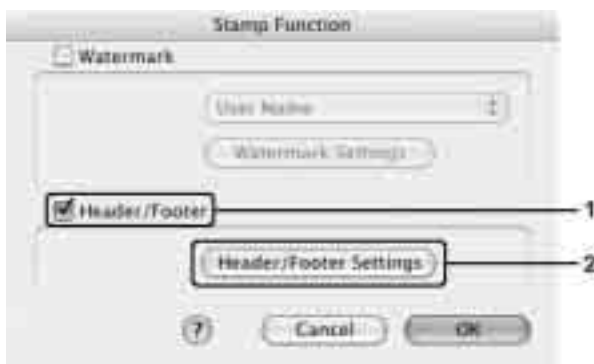 Stamp Function
Watermark
User Name
Watermark Settings
Header/Footer
1
Header/Footer Settings
2
?
Cancel
OK